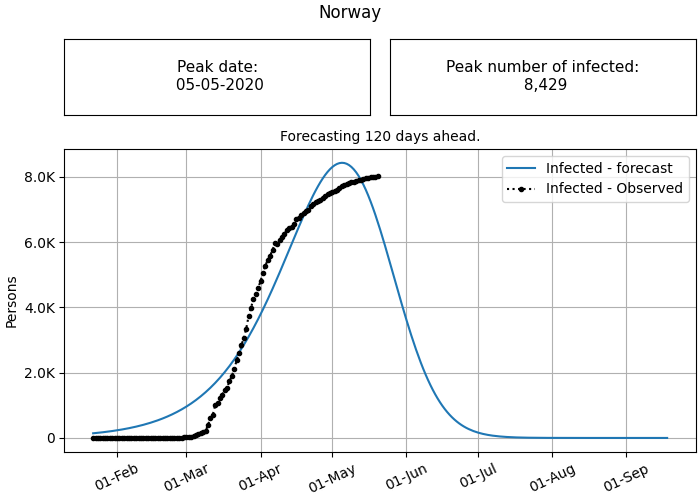 Norway
Peak date:
05-05-2020
Peak number of infected:
8,429
Forecasting 120 days ahead.
Infected - forecast
Infected - Observed
Persons
8.0K
6.0K
4.0K
2.0K
0
01-Feb
01-Mar
01-Apr
01-May
01-Jun
01-Jul
01-Aug
01-Sep